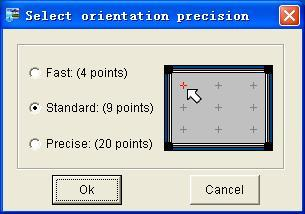 Select orientation precision
Fast: (4 points)
Standard: (9 points)
Precise: (20 points)
Ok
Cancel